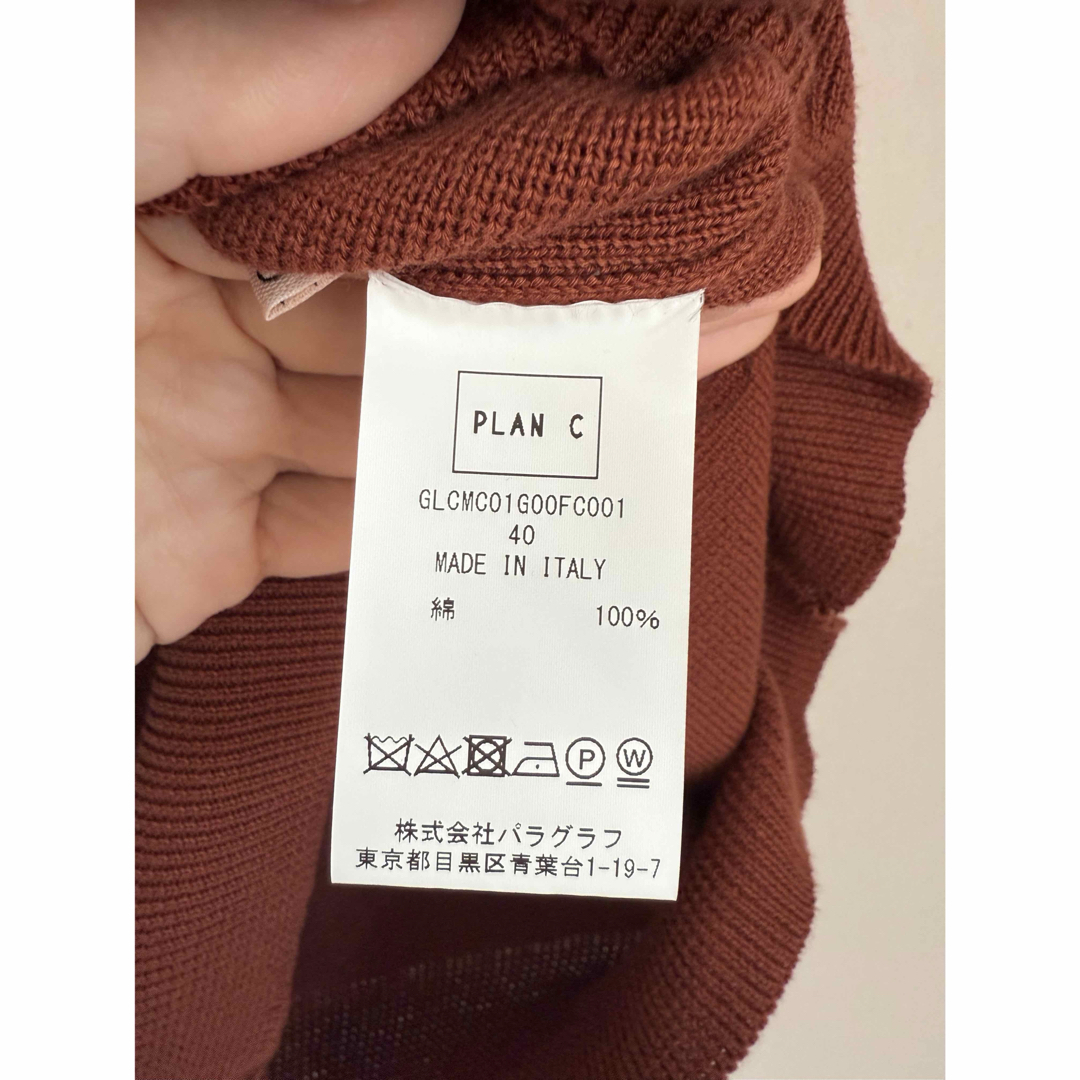 PLAN C
GLCMC01G00FC001
40
MADE IN ITALY
綿 100%
P W
株式会社パラグラフ
東京都目黒区青葉台1-19-7